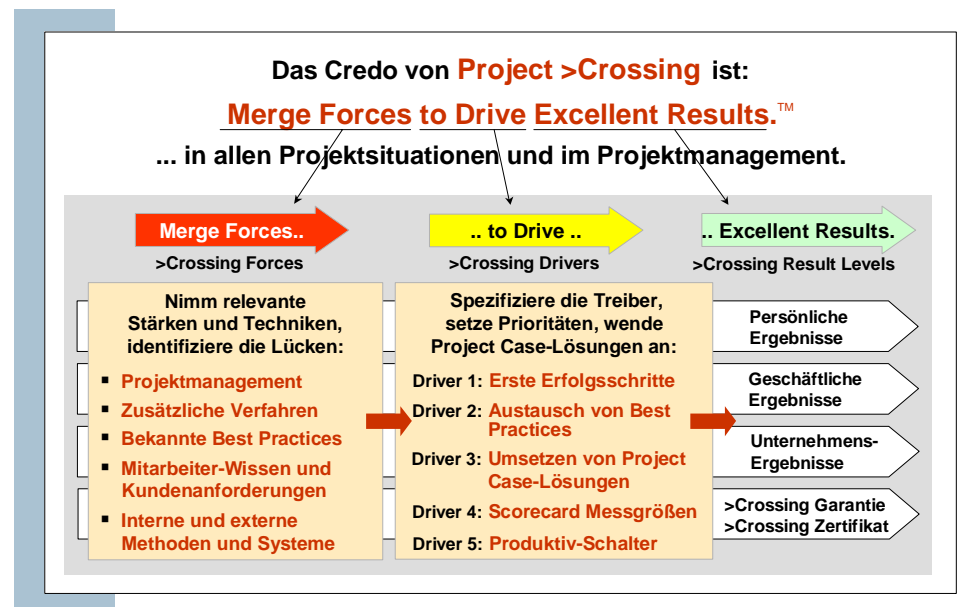 Das Credo von Project >Crossing ist:
Merge Forces to Drive Excellent Results.™
... in allen Projektsituationen und im Projektmanagement.
Merge Forces..
>Crossing Forces
Nimm relevante
Stärken und Techniken,
identifiziere die Lücken:
▪ Projektmanagement
▪ Zusätzliche Verfahren
▪ Bekannte Best Practices
▪ Mitarbeiter-Wissen und
Kundenanforderungen
▪ Interne und externe
Methoden und Systeme
.. to Drive ..
>Crossing Drivers
Spezifiziere die Treiber,
setze Prioritäten, wende
Project Case-Lösungen an:
Driver 1: Erste Erfolgsschritte
Driver 2: Austausch von Best
Practices
Driver 3: Umsetzen von Project
Case-Lösungen
Driver 4: Scorecard Messgrößen
Driver 5: Produktiv-Schalter
.. Excellent Results.
>Crossing Result Levels
Persönliche
Ergebnisse
Geschäftliche
Ergebnisse
Unternehmens-
Ergebnisse
>Crossing Garantie
>Crossing Zertifikat